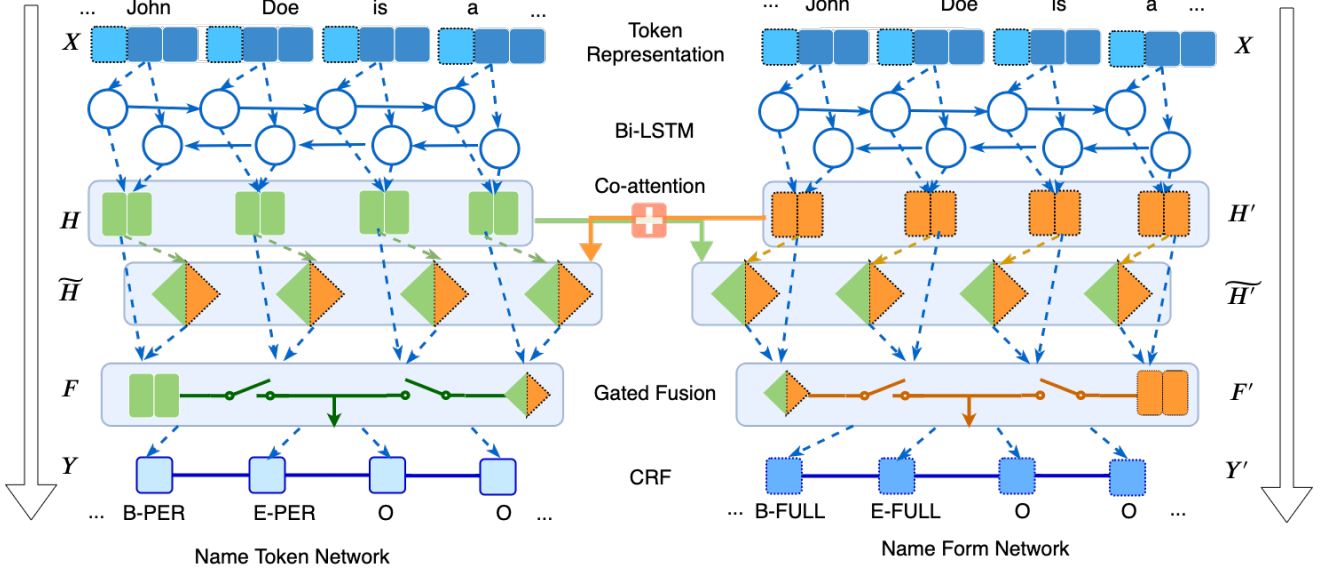 ... John Doe is a ...
... John Doe is a ...
X
Token
Representation
X
Bi-LSTM
Co-attention
H
H′
H̃
H̃′
F
Gated Fusion
F′
Y
CRF
Y′
... B-PER E-PER O O ...
... B-FULL E-FULL O O ...
Name Token Network
Name Form Network